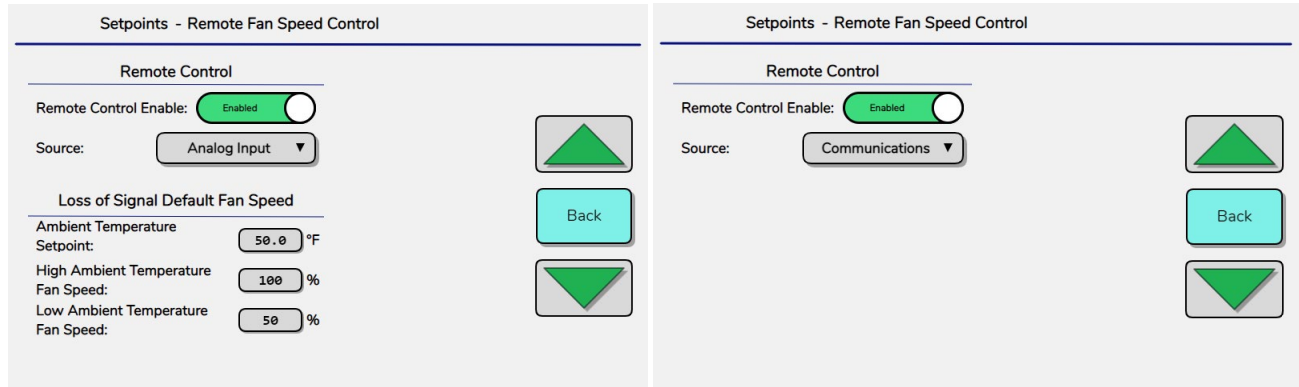 Setpoints - Remote Fan Speed Control
Remote Control
Remote Control Enable: Enabled
Source: Analog Input ▼
Loss of Signal Default Fan Speed
Ambient Temperature
Setpoint: 50.0 °F
High Ambient Temperature
Fan Speed: 100 %
Low Ambient Temperature
Fan Speed: 50 %
Back
Setpoints - Remote Fan Speed Control
Remote Control
Remote Control Enable: Enabled
Source: Communications ▼
Back